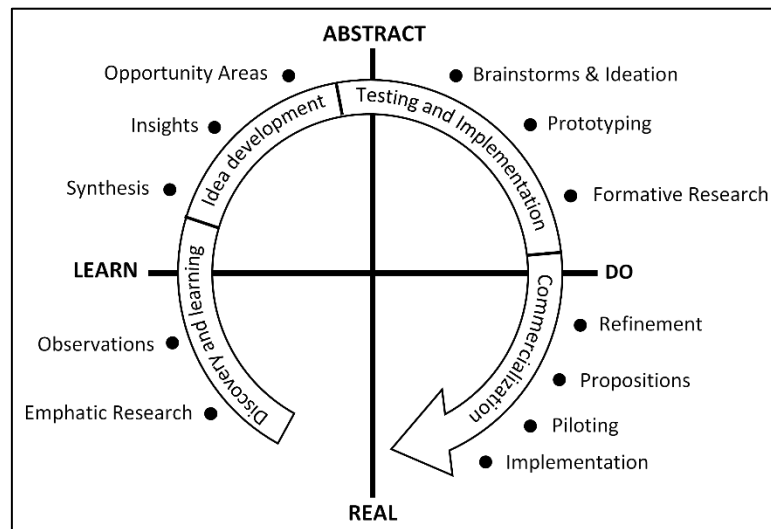 ABSTRACT
Opportunity Areas
Brainstorms & Ideation
Insights
Prototyping
Synthesis
Formative Research
Idea development
Testing and Implementation
LEARN
DO
Discovery and learning
Commercialization
Observations
Refinement
Emphatic Research
Propositions
Piloting
Implementation
REAL